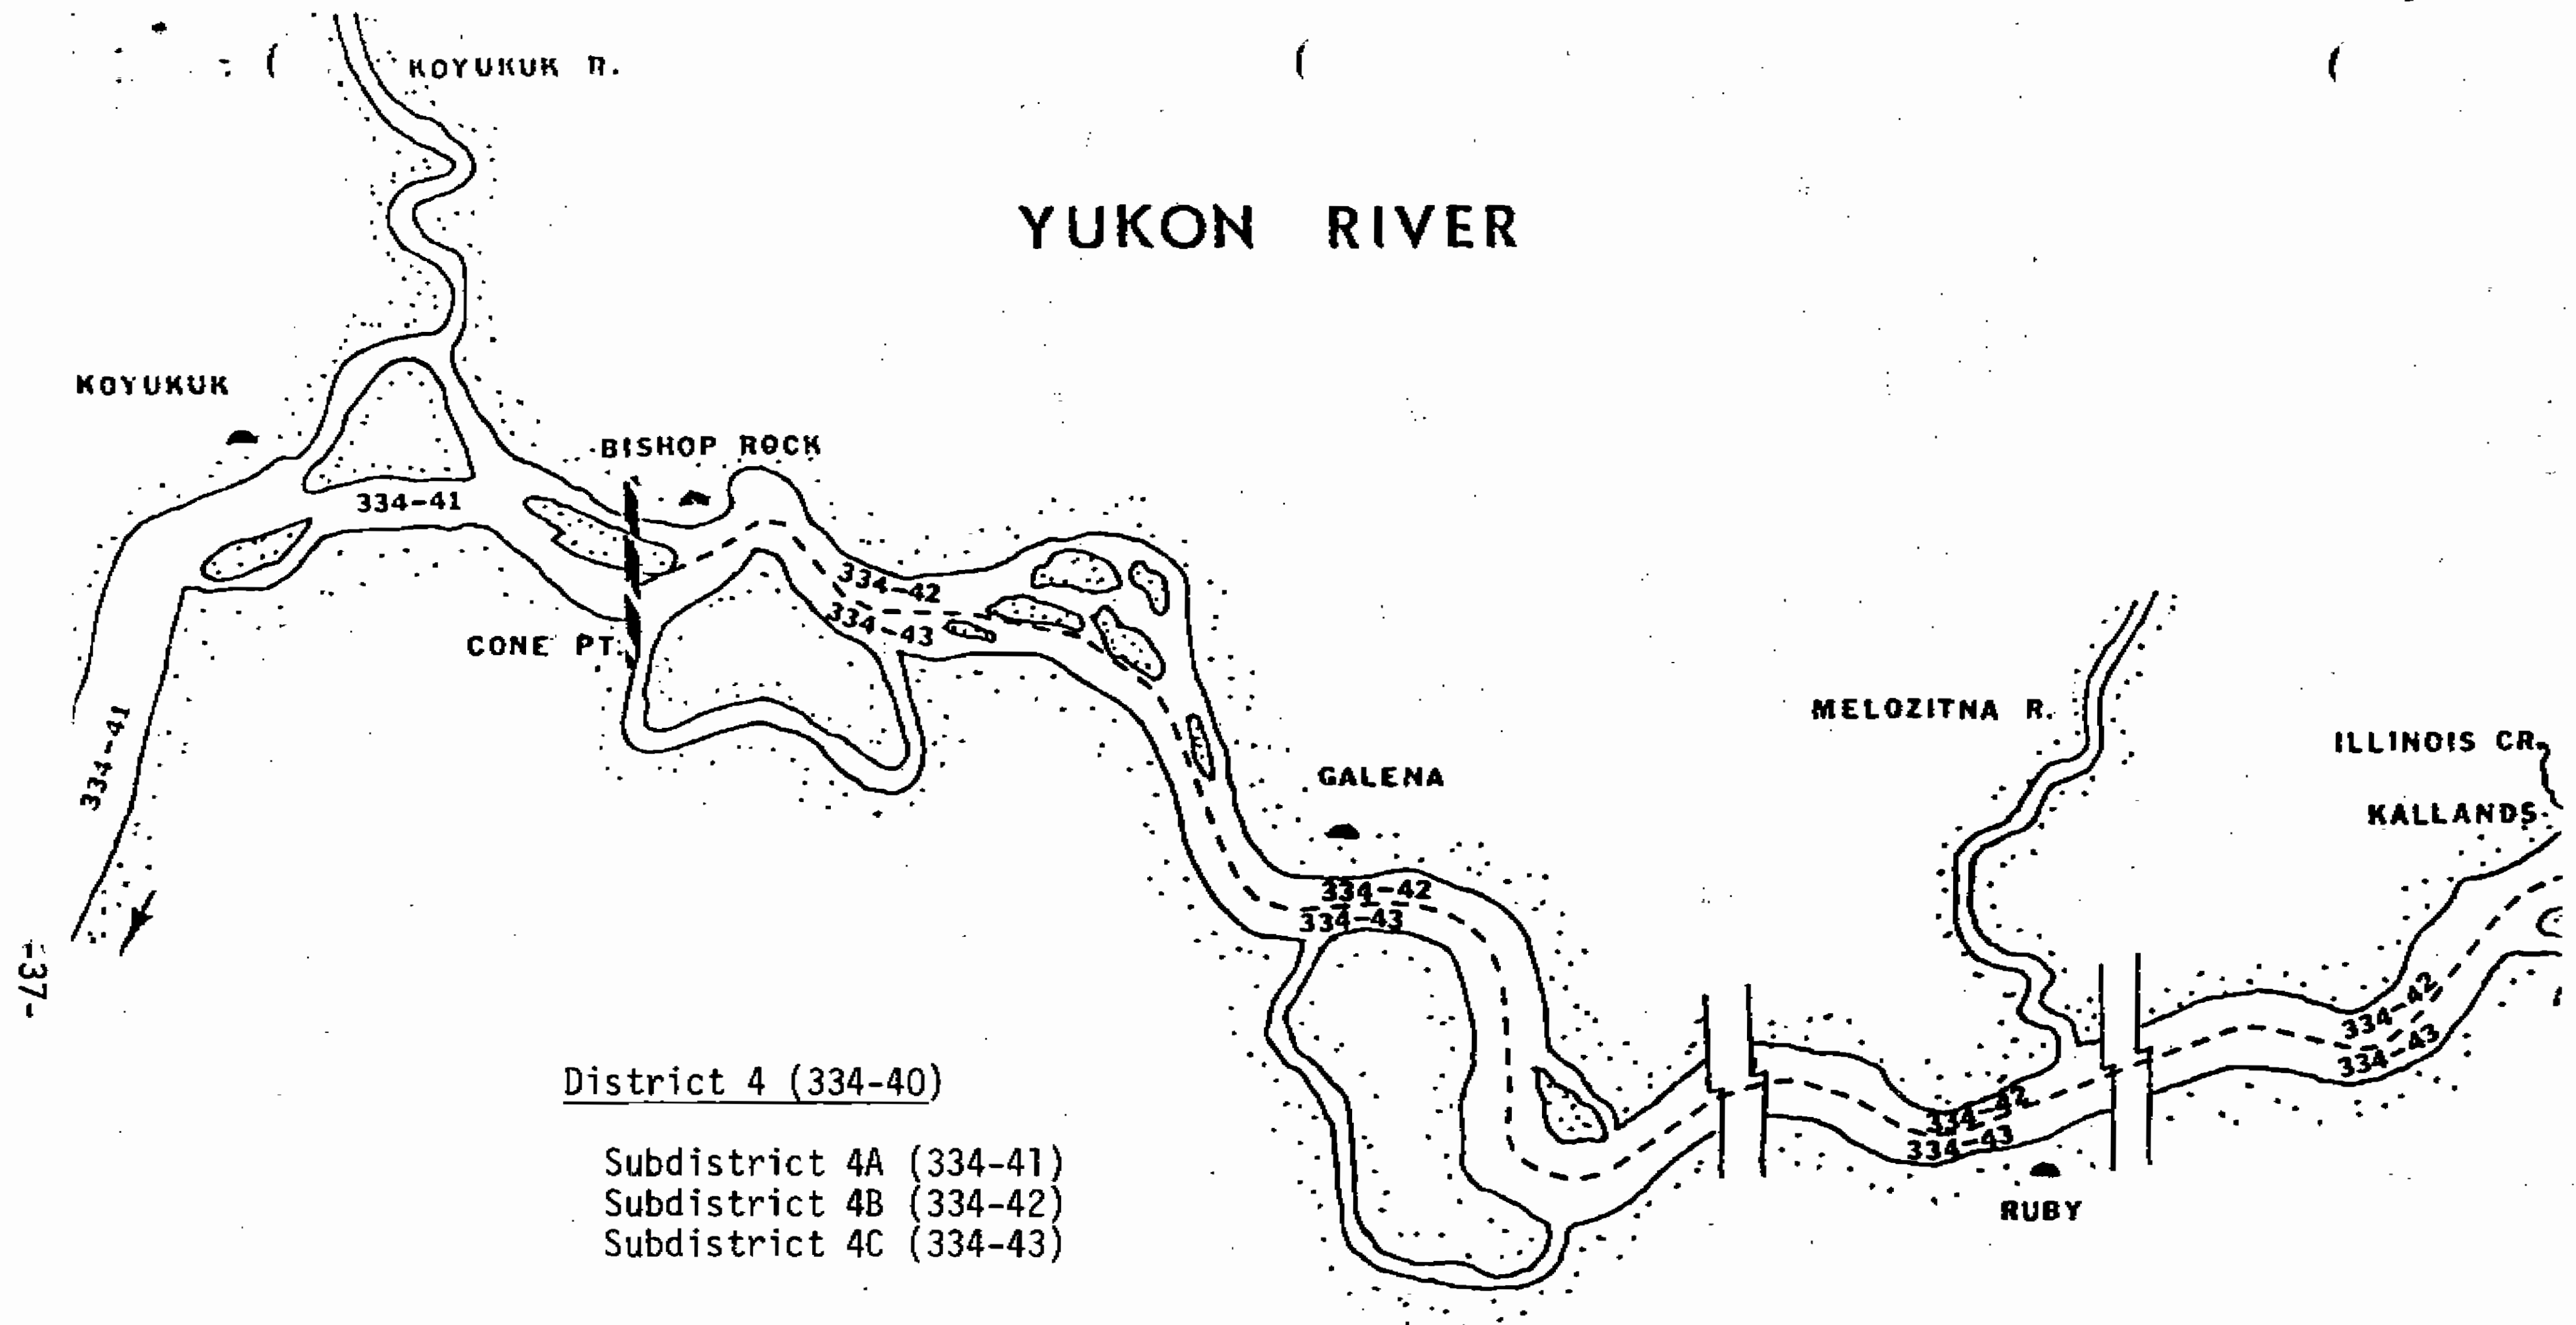 KOYUKUK R.
YUKON RIVER
KOYUKUK
BISHOP ROCK
334-41
334-42
334-43
CONE PT.
334-41
MELOZITNA R.
ILLINOIS CR.
GALENA
KALLANDS
334-42
334-43
-37-
334-42
334-43
334-42
334-43
RUBY
District 4 (334-40)
Subdistrict 4A (334-41)
Subdistrict 4B (334-42)
Subdistrict 4C (334-43)